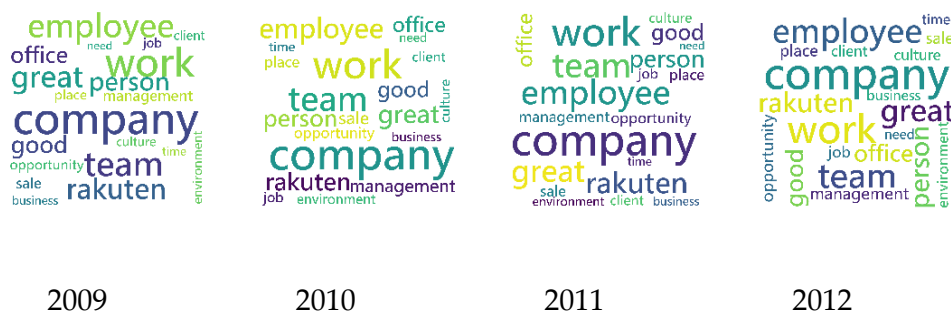 employee
need
job
client
office
work
great
person
place
management
company
good
culture
time
opportunity
team
environment
sale
rakuten
business
employee
office
need
time
place
work
client
team
good
culture
person
sale
great
opportunity
business
company
rakuten
management
job
environment
office
work
culture
good
need
team
person
job
place
employee
management
opportunity
company
time
great
sale
rakuten
environment
client
business
employee
time
sale
place
client
culture
company
business
rakuten
great
opportunity
work
need
good
job
office
person
team
environment
management
2009 2010 2011 2012